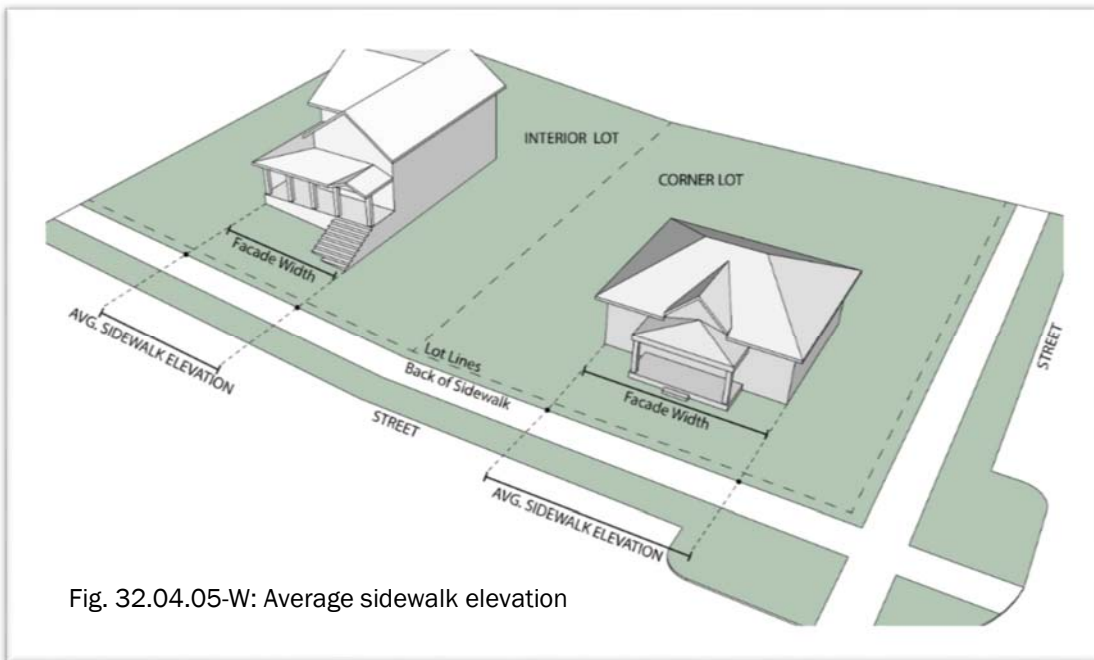 INTERIOR LOT
CORNER LOT
Facade Width
AVG. SIDEWALK ELEVATION
Lot Lines
Back of Sidewalk
STREET
Facade Width
AVG. SIDEWALK ELEVATION
STREET
Fig. 32.04.05-W: Average sidewalk elevation